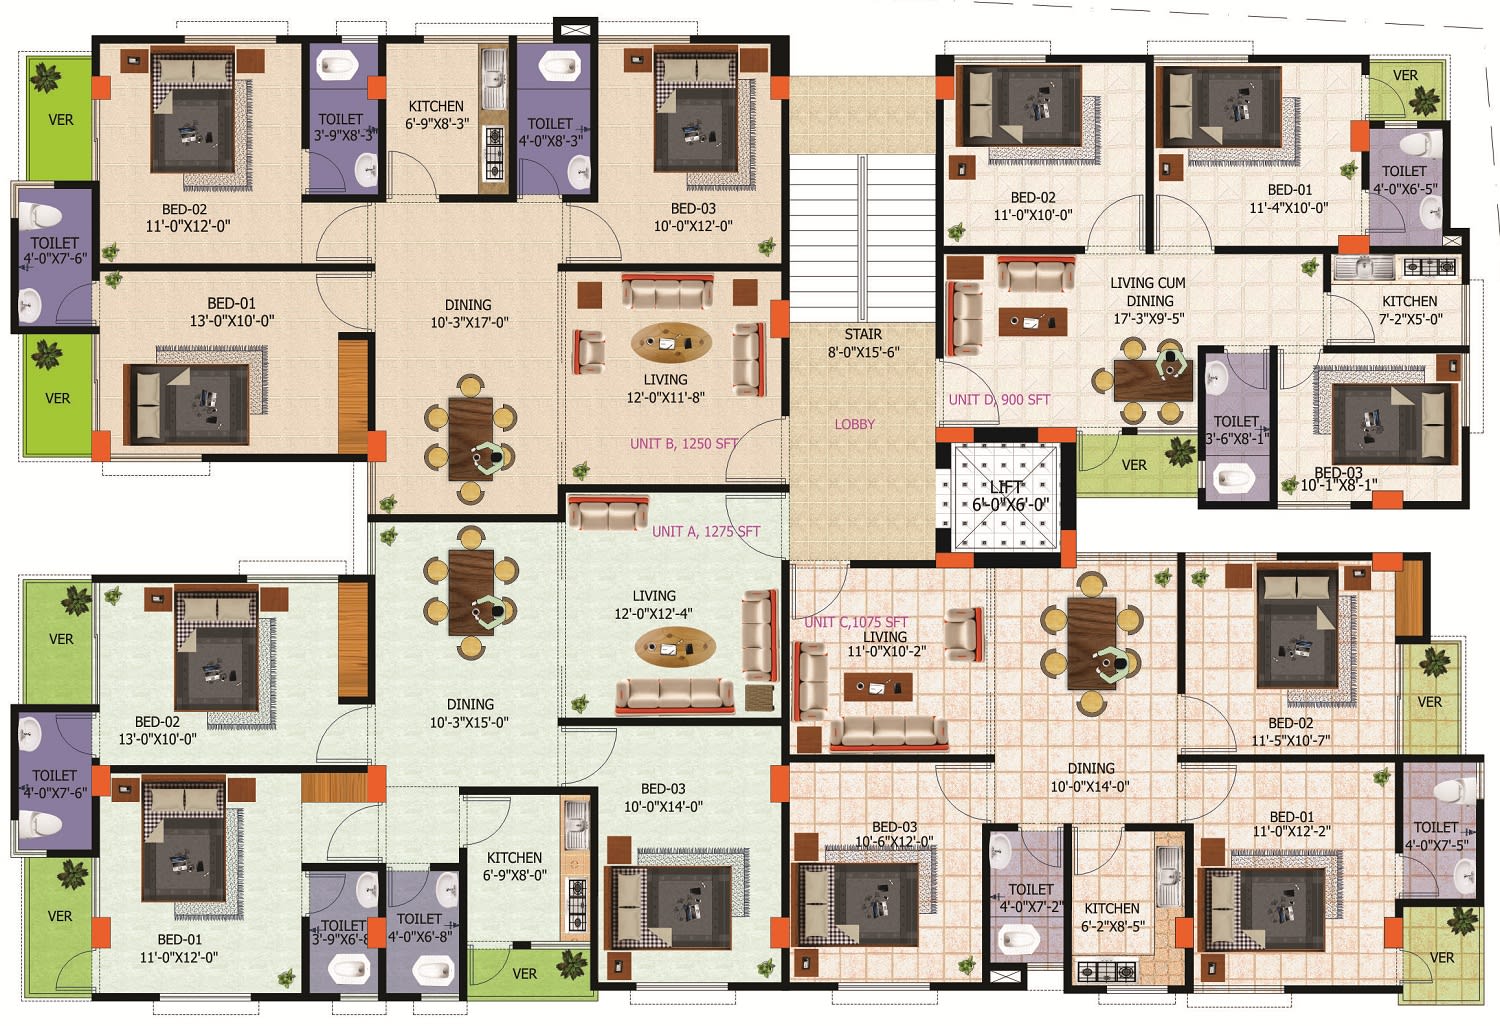 VER
BED-02
11'-0"X12'-0"
TOILET
3'-9"X8'-3"
KITCHEN
6'-9"X8'-3"
TOILET
4'-0"X8'-3"
BED-03
10'-0"X12'-0"
TOILET
4'-0"X7'-6"
BED-01
13'-0"X10'-0"
DINING
10'-3"X17'-0"
VER
LIVING
12'-0"X11'-8"
UNIT B, 1250 SFT
STAIR
8'-0"X15'-6"
LOBBY
BED-02
11'-0"X10'-0"
BED-01
11'-4"X10'-0"
VER
TOILET
4'-0"X6'-5"
LIVING CUM
DINING
17'-3"X9'-5"
KITCHEN
7'-2"X5'-0"
UNIT D, 900 SFT
TOILET
3'-6"X8'-1"
VER
BED-03
10'-1"X8'-1"
LIFT
6'-0"X6'-0"
UNIT A, 1275 SFT
LIVING
12'-0"X12'-4"
VER
BED-02
13'-0"X10'-0"
DINING
10'-3"X15'-0"
TOILET
4'-0"X7'-6"
BED-03
10'-0"X14'-0"
KITCHEN
6'-9"X8'-0"
VER
BED-01
11'-0"X12'-0"
TOILET
3'-9"X6'-8
TOILET
4'-0"X6'-8"
VER
UNIT C,1075 SFT
LIVING
11'-0"X10'-2"
BED-02
11'-5"X10'-7"
VER
DINING
10'-0"X14'-0"
BED-03
10'-6"X12'-0"
BED-01
11'-0"X12'-2"
TOILET
4'-0"X7'-5"
TOILET
4'-0"X7'-2"
KITCHEN
6'-2"X8'-5"
VER